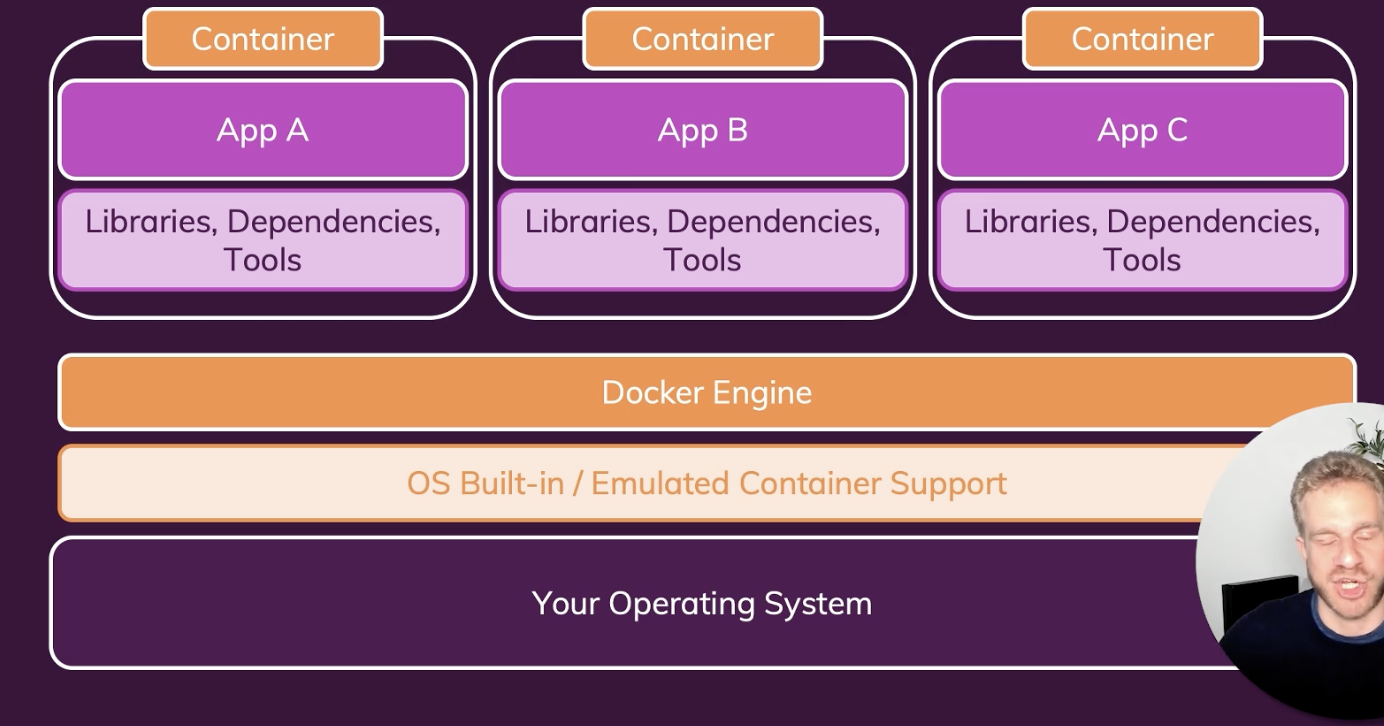 Container
Container
Container
App A
App B
App C
Libraries, Dependencies,
Tools
Libraries, Dependencies,
Tools
Libraries, Dependencies,
Tools
Docker Engine
OS Built-in / Emulated Container Support
Your Operating System